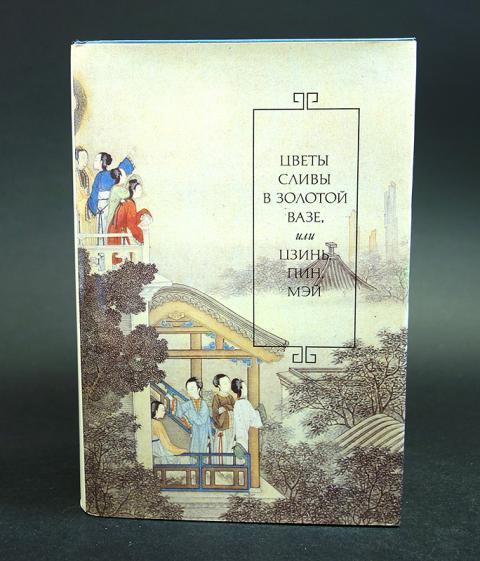 ЦВЕТЫ
СЛИВЫ
В ЗОЛОТОЙ
ВАЗЕ,
или
ЦЗИНЬ,
ПИН,
МЭЙ